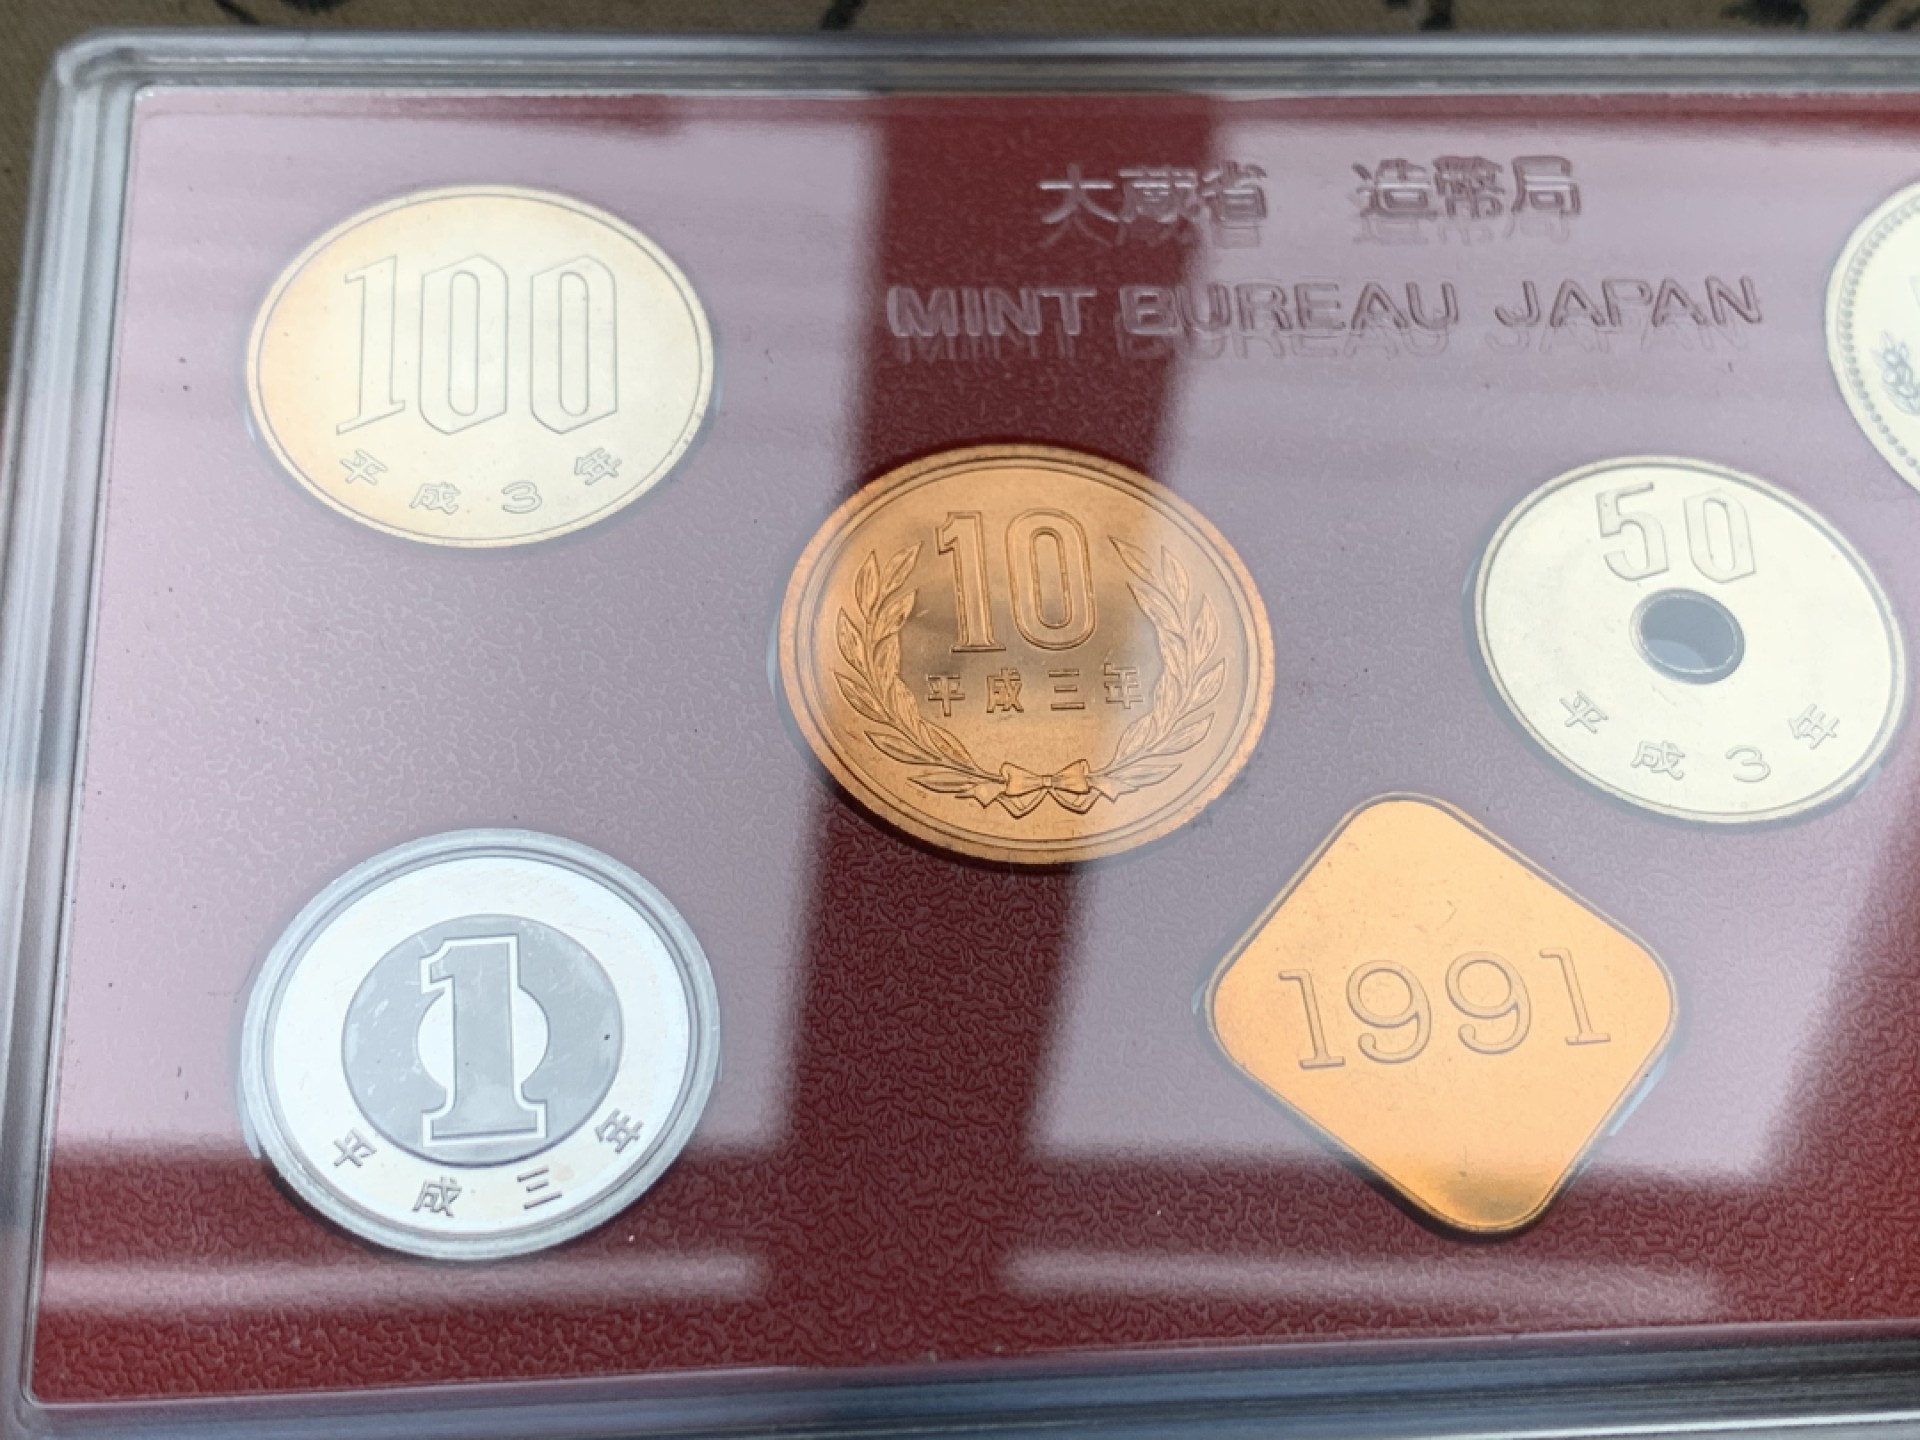 大蔵省 造幣局
MINT BUREAU JAPAN
100
平成3年
10
平成三年
50
平成3年
1
平成三年
1991